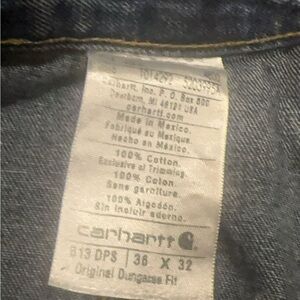 Carhartt, Inc. P.O. Box 600
Dearborn, MI 48121 USA
carhartt.com
Made in Mexico.
Fabriqué au Mexique.
Hecho en México.
100% Cotton.
Exclusive of Trimming.
100% Coton.
Sans garniture.
100% Algodón.
Sin incluir adorno.
carhartt
B13 DPS 36 X 32
Original Dungaree Fit